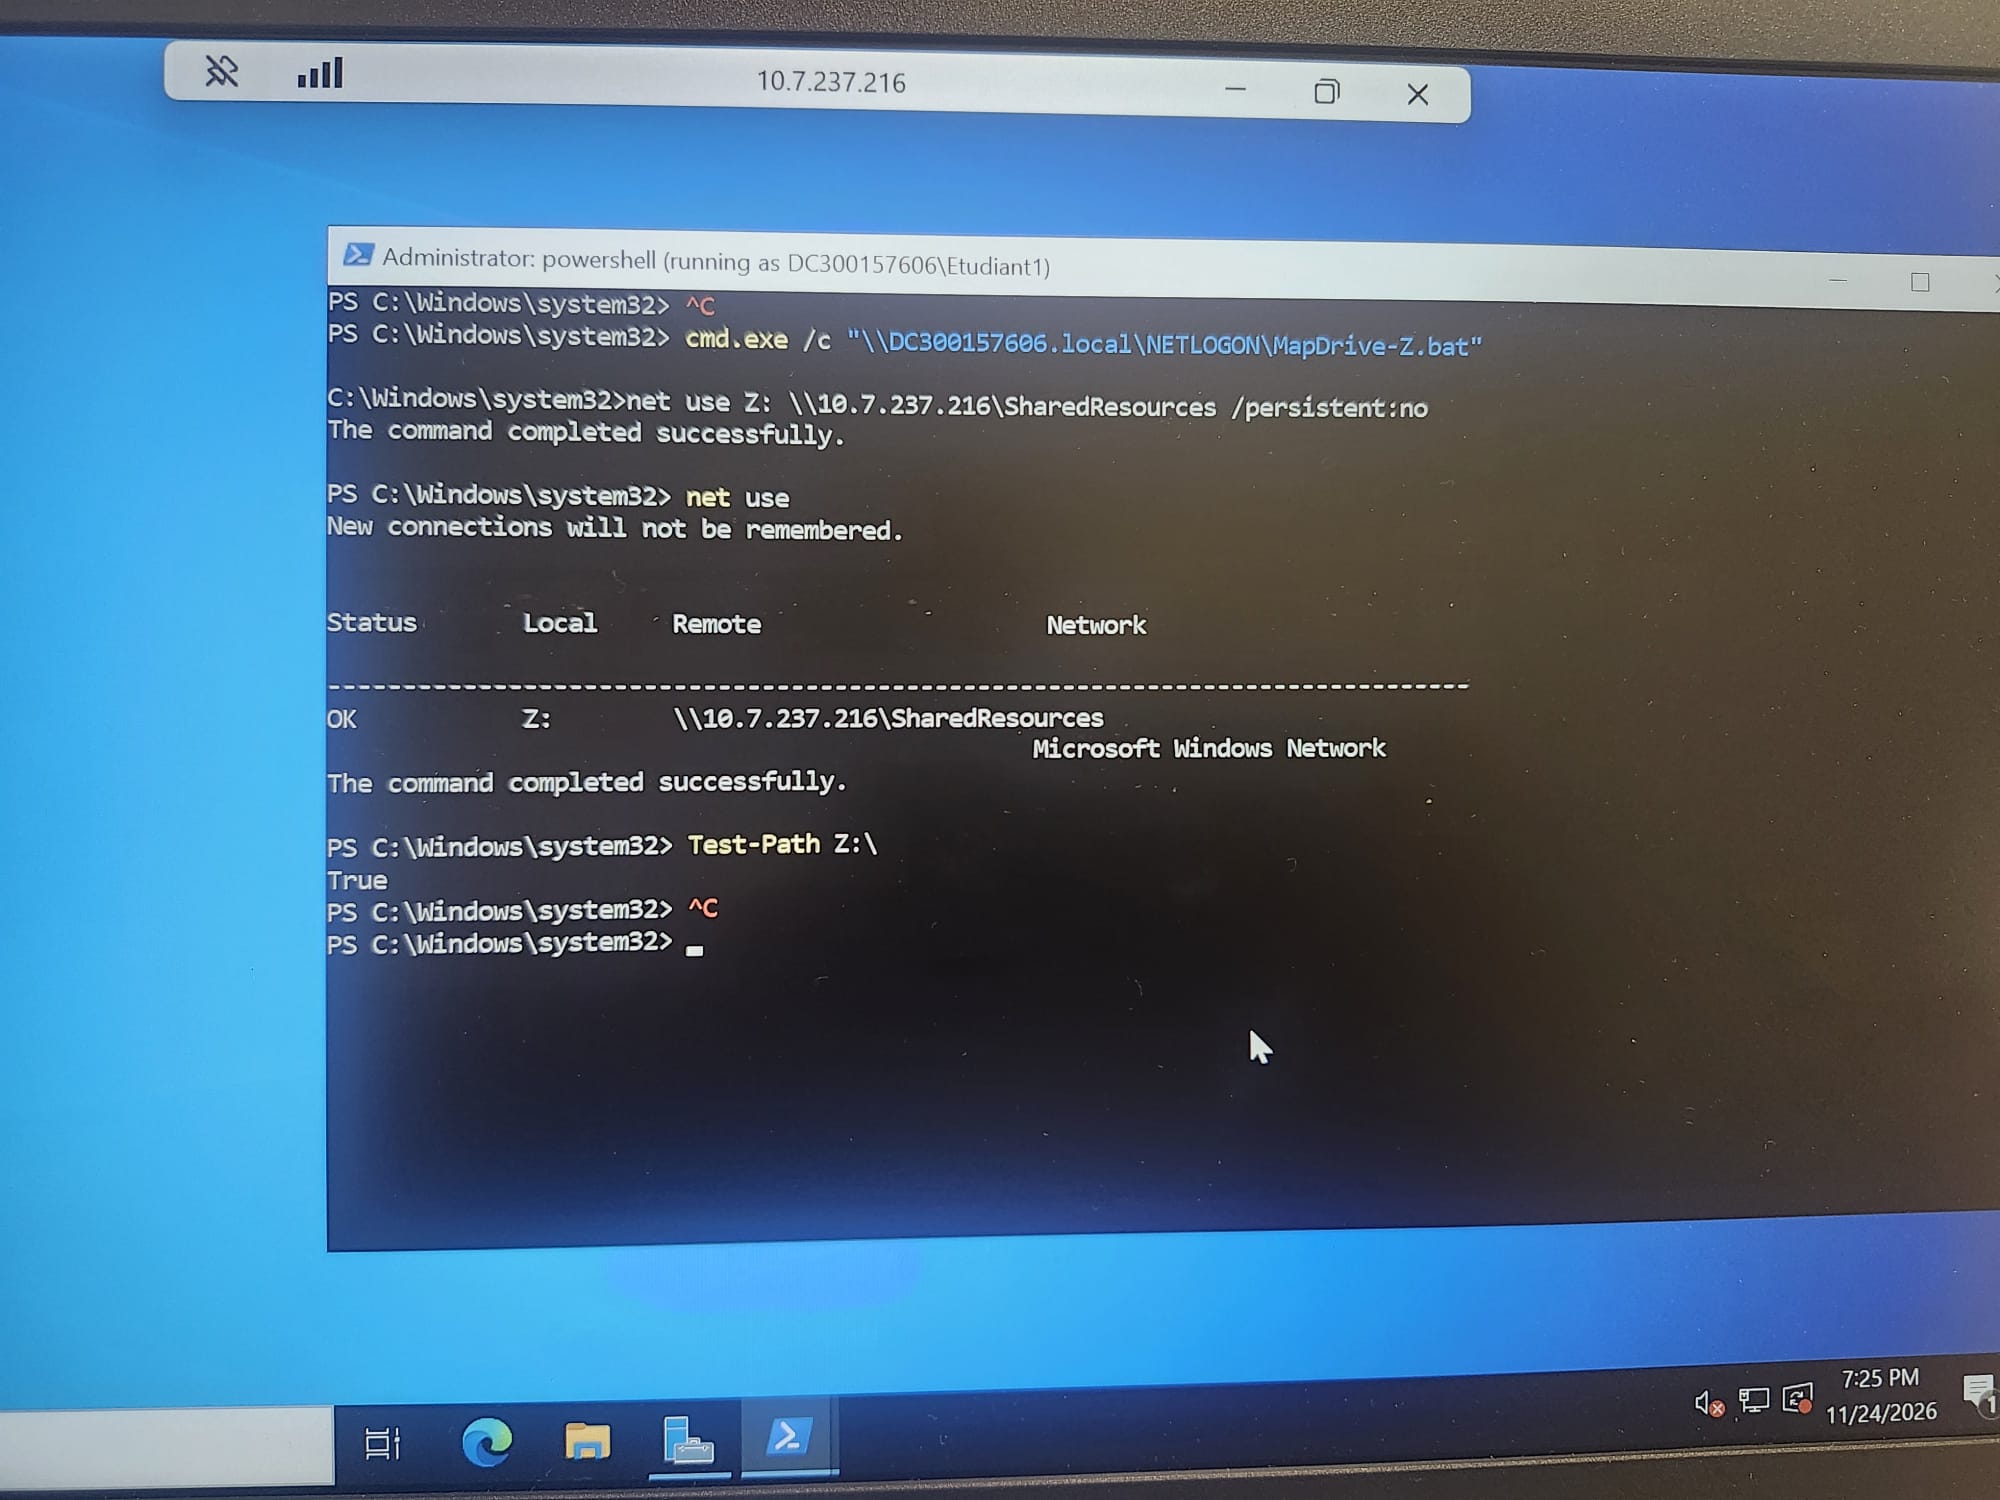 10.7.237.216
Administrator: powershell (running as DC300157606\Etudiant1)
PS C:\Windows\system32> ^C
PS C:\Windows\system32> cmd.exe /c "\\DC300157606.local\NETLOGON\MapDrive-Z.bat"
C:\Windows\system32>net use Z: \\10.7.237.216\SharedResources /persistent:no
The command completed successfully.
PS C:\Windows\system32> net use
New connections will not be remembered.
Status Local Remote Network
-------------------------------------------------------------------------------
OK Z: \\10.7.237.216\SharedResources
Microsoft Windows Network
The command completed successfully.
PS C:\Windows\system32> Test-Path Z:\
True
PS C:\Windows\system32> ^C
PS C:\Windows\system32>
7:25 PM
11/24/2026
1